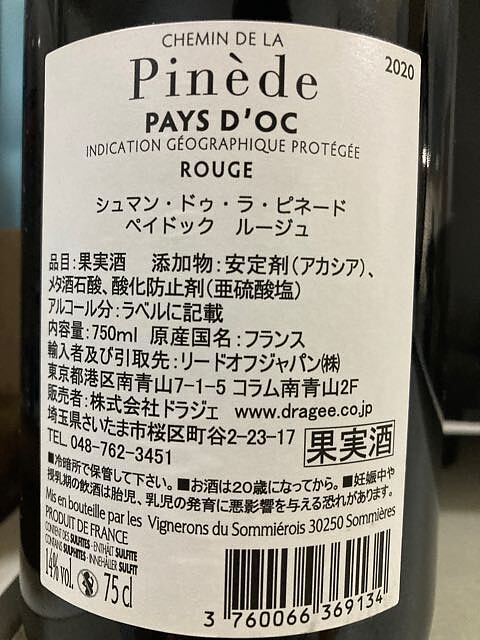 CHEMIN DE LA
Pinède
2020
PAYS D'OC
INDICATION GÉOGRAPHIQUE PROTÉGÉE
ROUGE
シュマン・ドゥ・ラ・ピネード
ペイドック ルージュ
品目:果実酒 添加物:安定剤(アカシア)、
メタ酒石酸、酸化防止剤(亜硫酸塩)
アルコール分:ラベルに記載
内容量:750ml 原産国名:フランス
輸入者及び引取先:リードオフジャパン㈱
東京都港区南青山7-1-5 コラム南青山2F
販売者:株式会社ドラジェ www.dragee.co.jp
埼玉県さいたま市桜区町谷2-23-17
TEL. 048-762-3451
果実酒
■冷暗所で保管して下さい。■お酒は20歳になってから。■妊娠中や
授乳期の飲酒は胎児、乳児の発育に悪影響を与える恐れがあります。
Mis en bouteille par les Vignerons du Sommiérois 30250 Sommières
PRODUIT DE FRANCE
CONTIENT DES SULFITES - ENTHÄLT SULFITE
CONTAINS SULPHITES - INNEHÅLLER SULFIT
14% vol. 75 cl
3 760066 369134